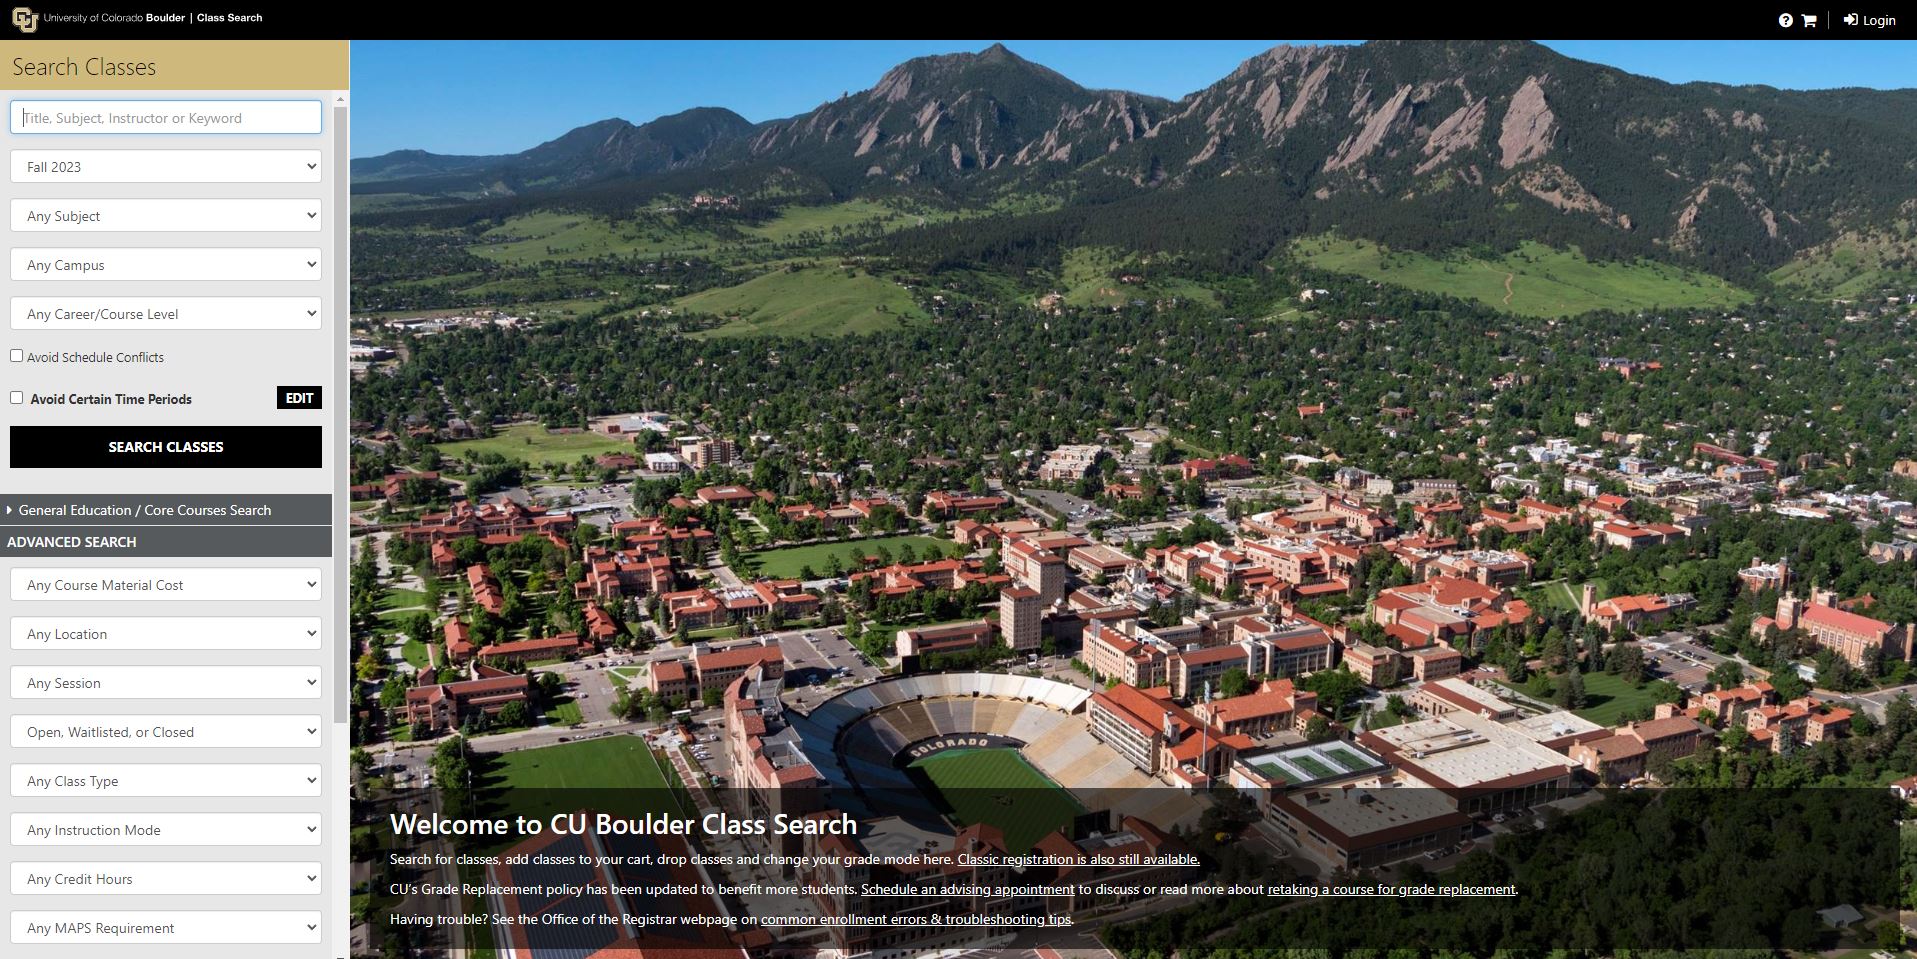 University of Colorado Boulder | Class Search
Login
Search Classes
Title, Subject, Instructor or Keyword
Fall 2023
Any Subject
Any Campus
Any Career/Course Level
Avoid Schedule Conflicts
Avoid Certain Time Periods EDIT
SEARCH CLASSES
General Education / Core Courses Search
ADVANCED SEARCH
Any Course Material Cost
Any Location
Any Session
Open, Waitlisted, or Closed
Any Class Type
Any Instruction Mode
Any Credit Hours
Any MAPS Requirement
COLORADO
Welcome to CU Boulder Class Search
Search for classes, add classes to your cart, drop classes and change your grade mode here. Classic registration is also still available.
CU's Grade Replacement policy has been updated to benefit more students. Schedule an advising appointment to discuss or read more about retaking a course for grade replacement.
Having trouble? See the Office of the Registrar webpage on common enrollment errors & troubleshooting tips.